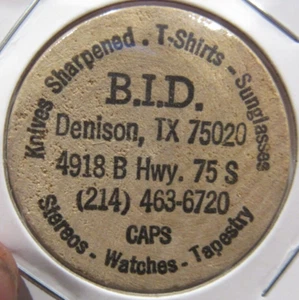 Knives Sharpened . T-Shirts - Sunglasses
B.I.D.
Denison, TX 75020
4918 B Hwy. 75 S
(214) 463-6720
CAPS
Stereos - Watches - Tapestry